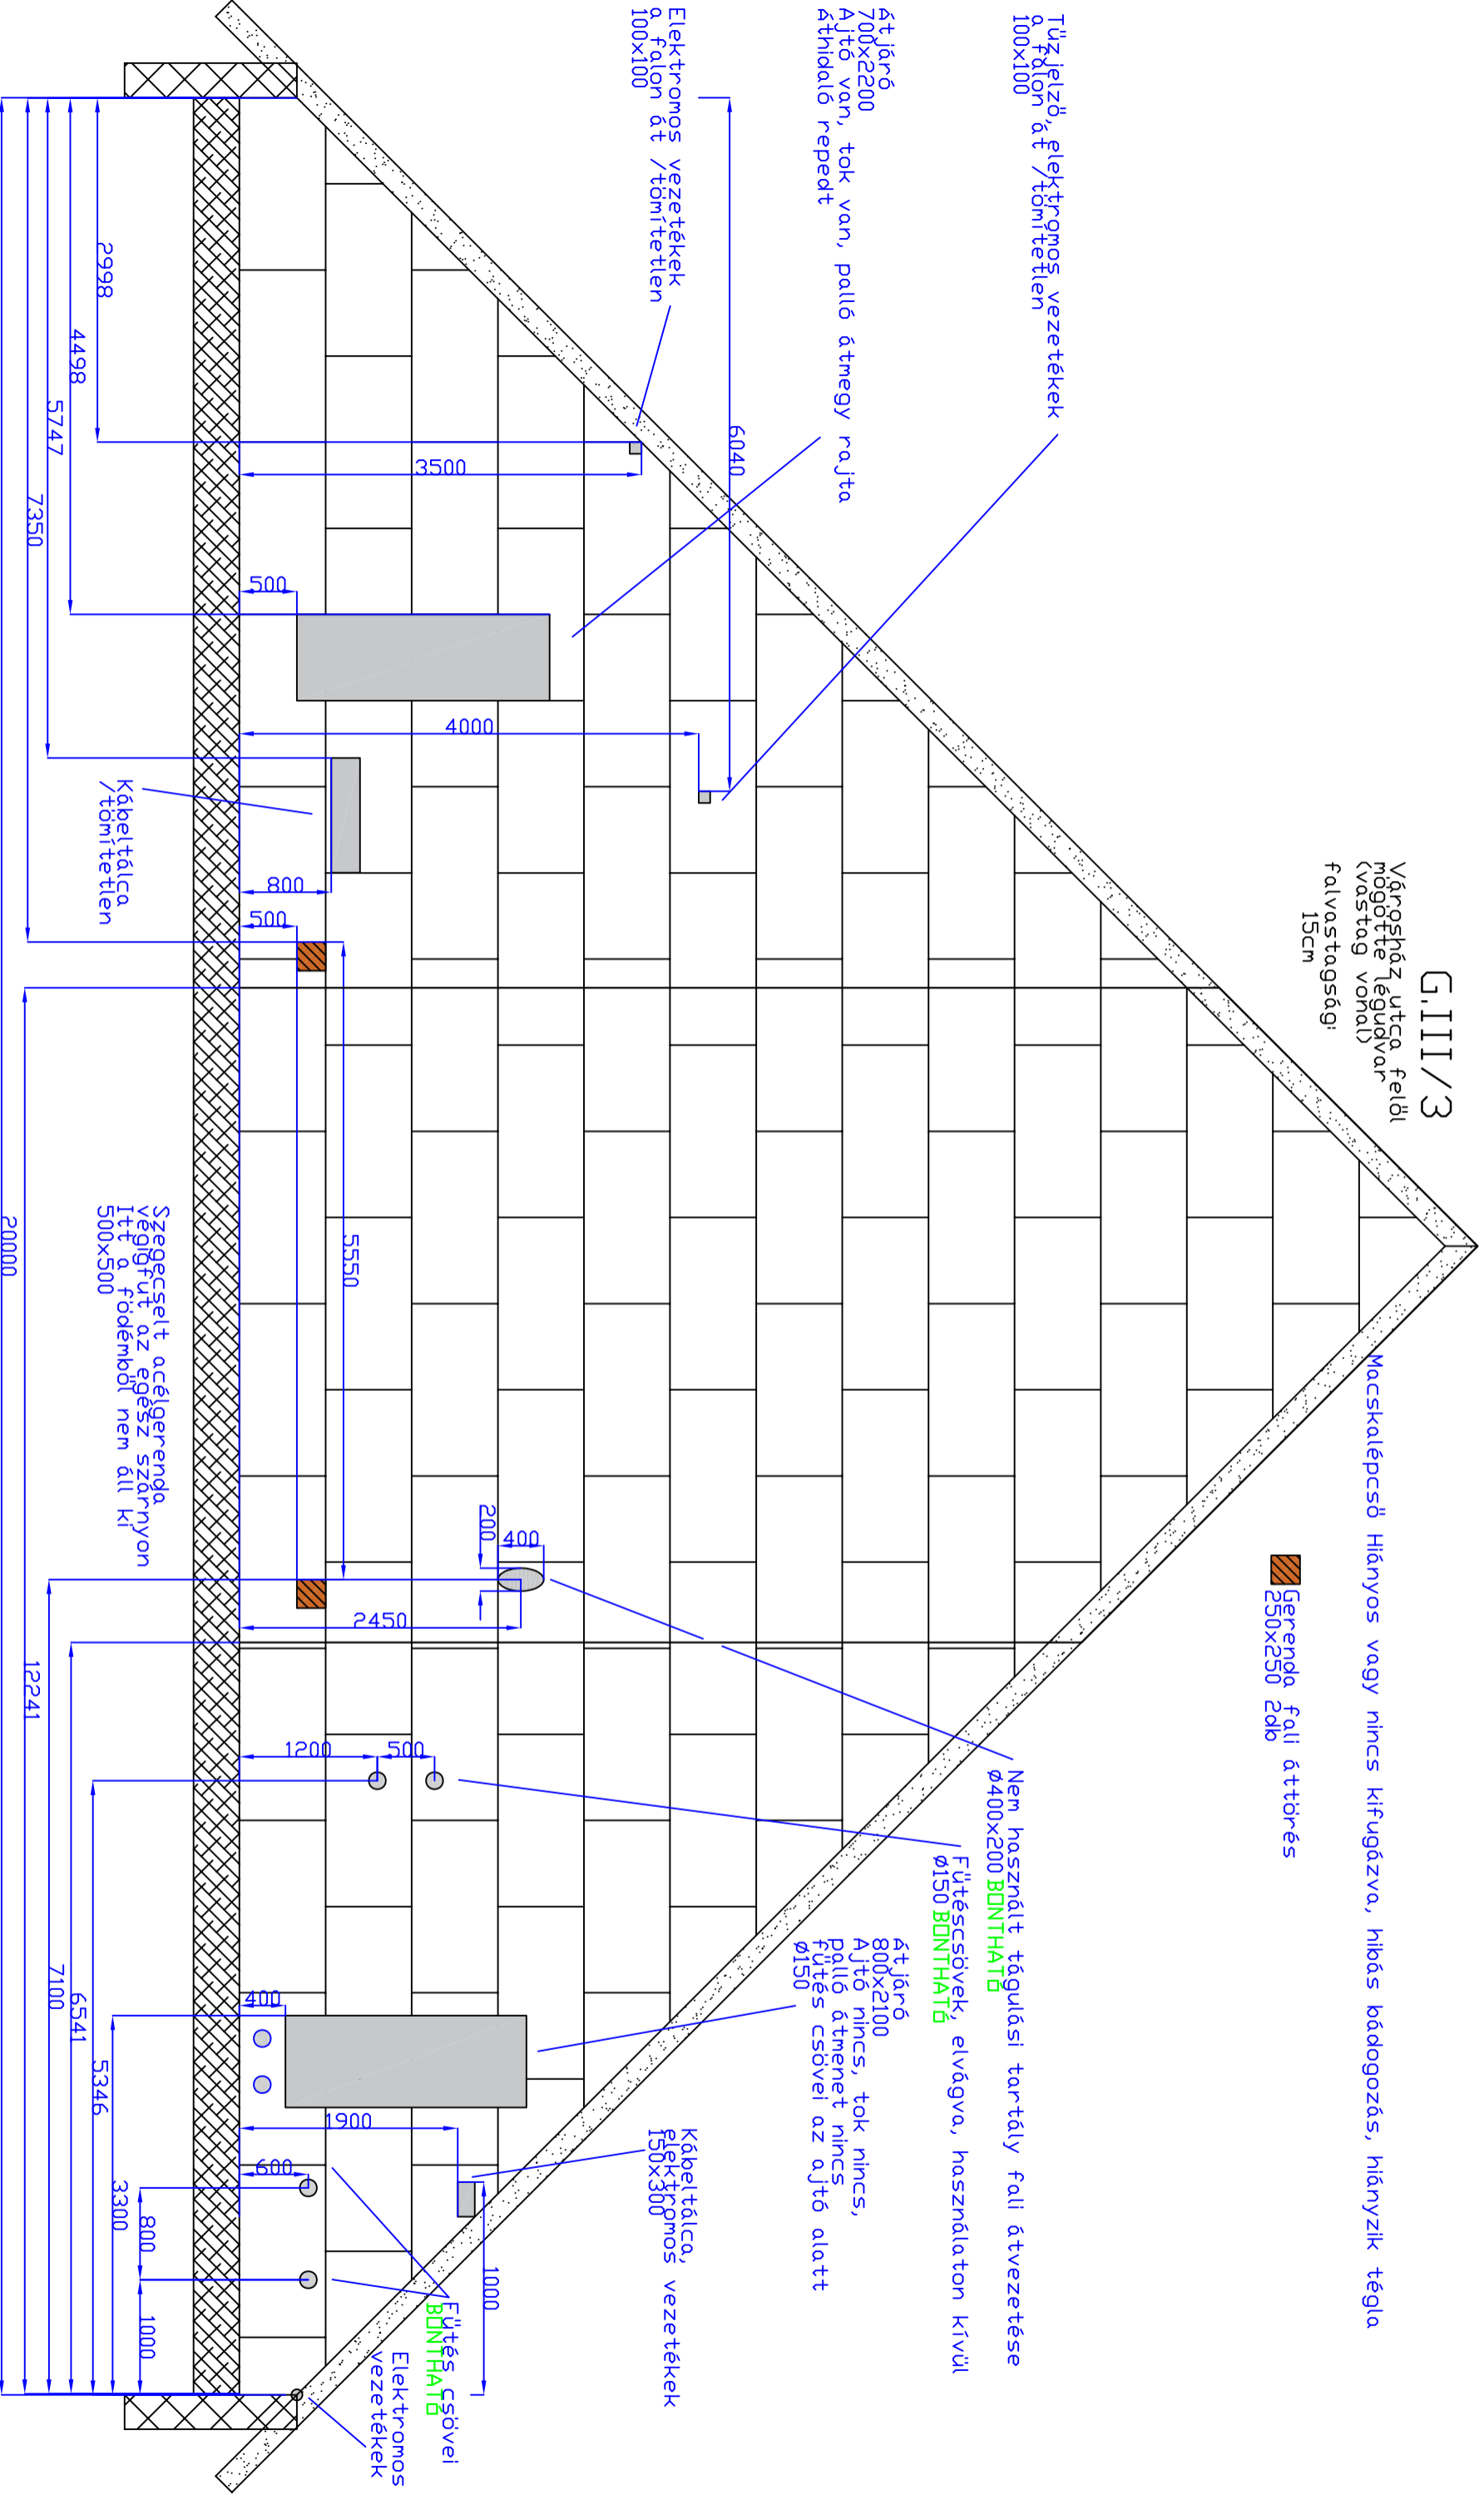 G.III/3
Városház utca felől
mögötte légudvar
(vastag vonal)
falvastagság:
15cm
Macskalépcső Hiányos vagy nincs kifugázva, hibás bádogozás, hiányzik tégla
Gerenda fali áttörés
250x250 2db
Tűzjelző, elektromos vezetékek
a falon át /tömítetlen
100x100
Átjáró
700x2200
Ajtó van, tok van, palló átmegy rajta
Áthidaló repedt
Elektromos vezetékek
a falon át /tömítetlen
100x100
Nem használt tágulási tartály fali átvezetése
ø400x200 BONTHATÓ
Fűtéscsövek, elvágva, használaton kívül
ø150 BONTHATÓ
Átjáró
800x2100
Ajtó nincs, tok nincs,
palló átmenet nincs
fűtés csövei az ajtó alatt
ø150
Kábeltálca,
elektromos vezetékek
150x300
Fűtés csövei
BONTHATÓ
Elektromos
vezetékek
Kábeltálca
/tömítetlen
Szegecselt acélgerenda
végigfut az egész szárnyon
Itt a födémből nem áll ki
500x500
6040
3500
4000
500
800
500
5550
200
400
2450
1200
500
400
1900
600
800
1000
1000
2998
4498
5747
7350
20000
12241
7100
6541
5346
3300